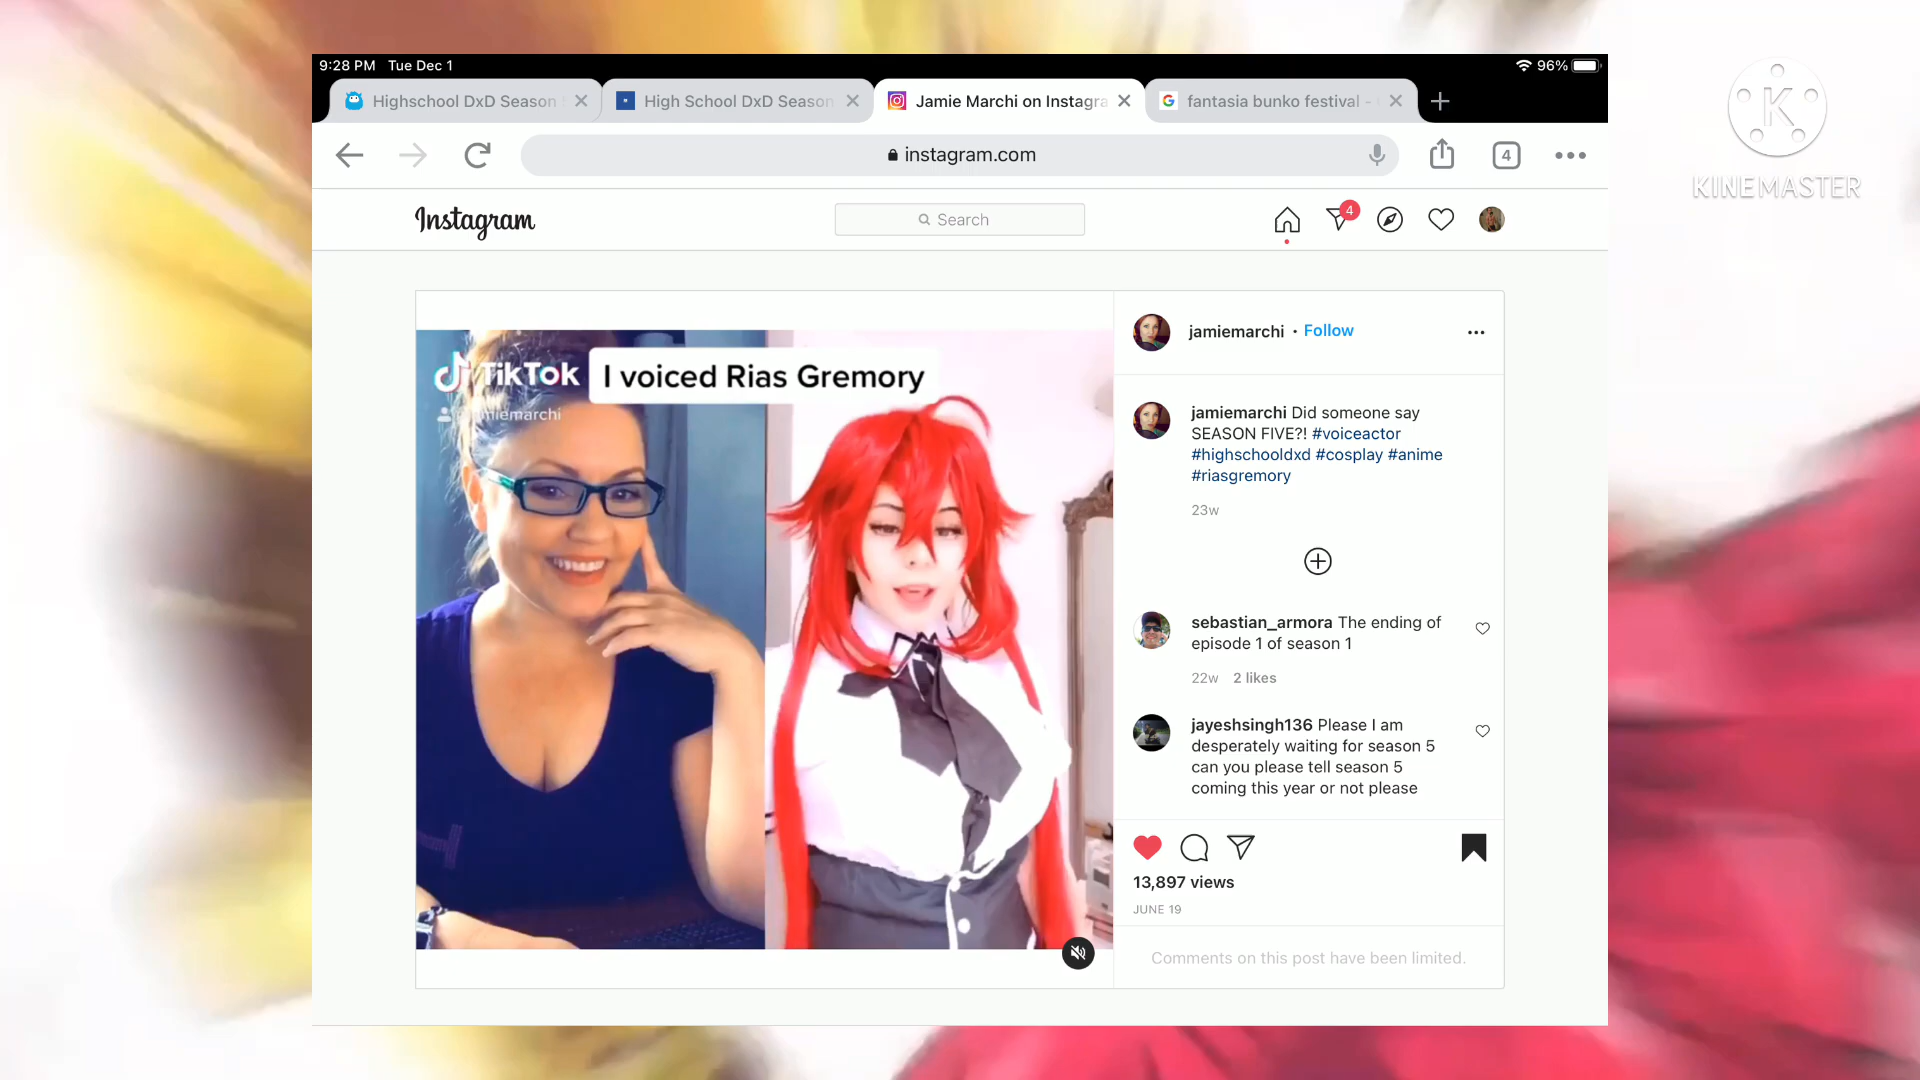 9:28 PM Tue Dec 1
96%
Highschool DxD Season
High School DxD Season
Jamie Marchi on Instagra
fantasia bunko festival -
instagram.com
4
KINEMASTER
Instagram
Search
4
TikTok
I voiced Rias Gremory
jamiemarchi • Follow
jamiemarchi Did someone say
SEASON FIVE?! #voiceactor
#highschooldxd #cosplay #anime
#riasgremory
23w
sebastian_armora The ending of
episode 1 of season 1
22w 2 likes
jayeshsingh136 Please I am
desperately waiting for season 5
can you please tell season 5
coming this year or not please
13,897 views
JUNE 19
Comments on this post have been limited.